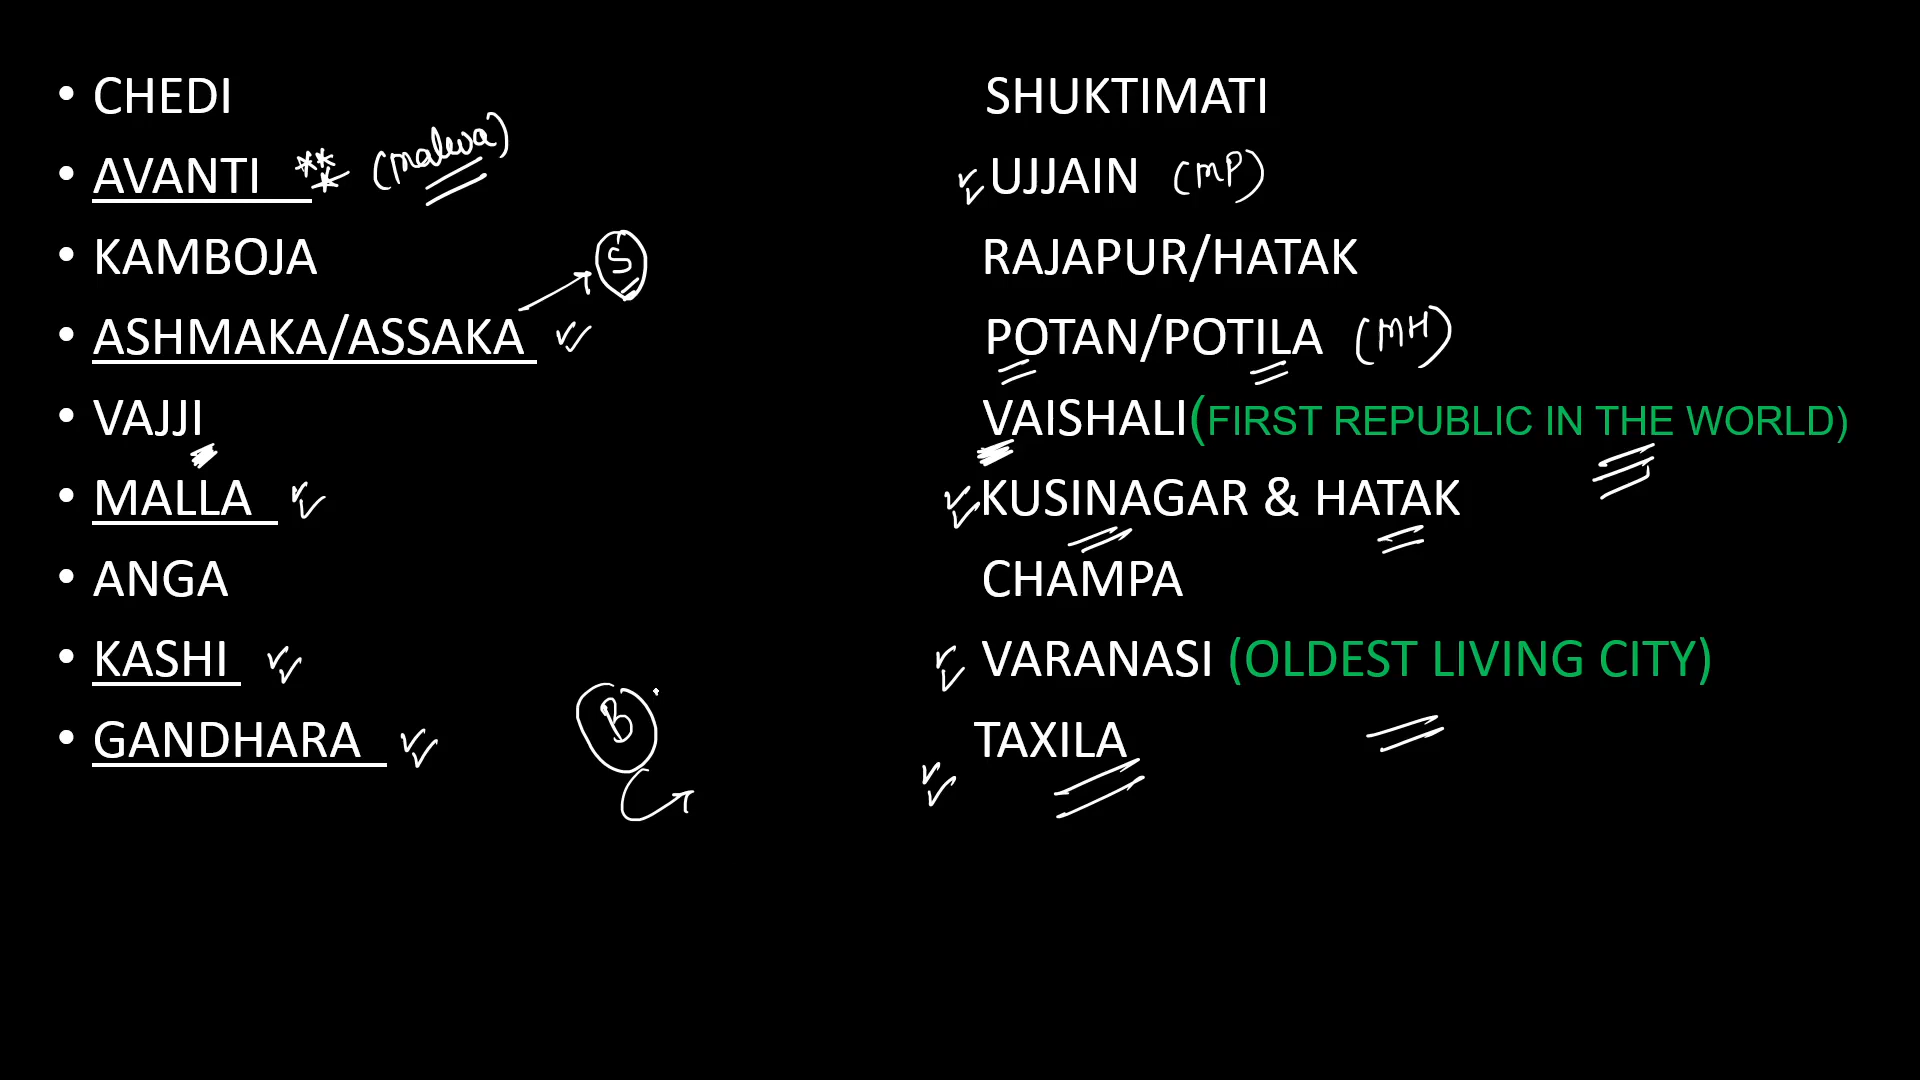 • CHEDI SHUKTIMATI
• AVANTI *** (malwa) UJJAIN (MP)
• KAMBOJA RAJAPUR/HATAK
• ASHMAKA/ASSAKA S POTAN/POTILA (MH)
• VAJJI VAISHALI(FIRST REPUBLIC IN THE WORLD)
• MALLA KUSINAGAR & HATAK
• ANGA CHAMPA
• KASHI VARANASI (OLDEST LIVING CITY)
• GANDHARA B TAXILA